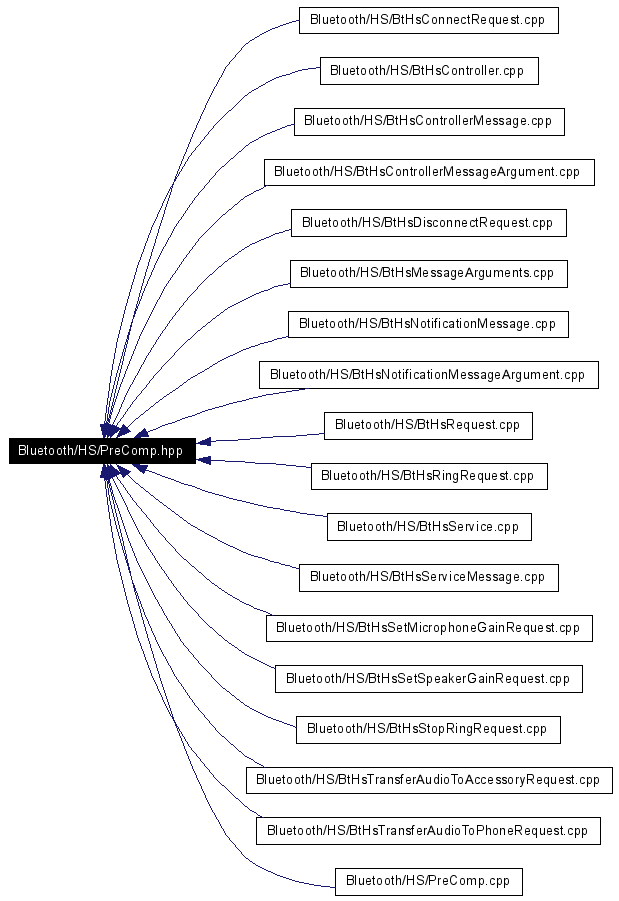 Bluetooth/HS/BtHsConnectRequest.cpp
Bluetooth/HS/BtHsController.cpp
Bluetooth/HS/BtHsControllerMessage.cpp
Bluetooth/HS/BtHsControllerMessageArgument.cpp
Bluetooth/HS/BtHsDisconnectRequest.cpp
Bluetooth/HS/BtHsMessageArguments.cpp
Bluetooth/HS/BtHsNotificationMessage.cpp
Bluetooth/HS/BtHsNotificationMessageArgument.cpp
Bluetooth/HS/BtHsRequest.cpp
Bluetooth/HS/PreComp.hpp
Bluetooth/HS/BtHsRingRequest.cpp
Bluetooth/HS/BtHsService.cpp
Bluetooth/HS/BtHsServiceMessage.cpp
Bluetooth/HS/BtHsSetMicrophoneGainRequest.cpp
Bluetooth/HS/BtHsSetSpeakerGainRequest.cpp
Bluetooth/HS/BtHsStopRingRequest.cpp
Bluetooth/HS/BtHsTransferAudioToAccessoryRequest.cpp
Bluetooth/HS/BtHsTransferAudioToPhoneRequest.cpp
Bluetooth/HS/PreComp.cpp